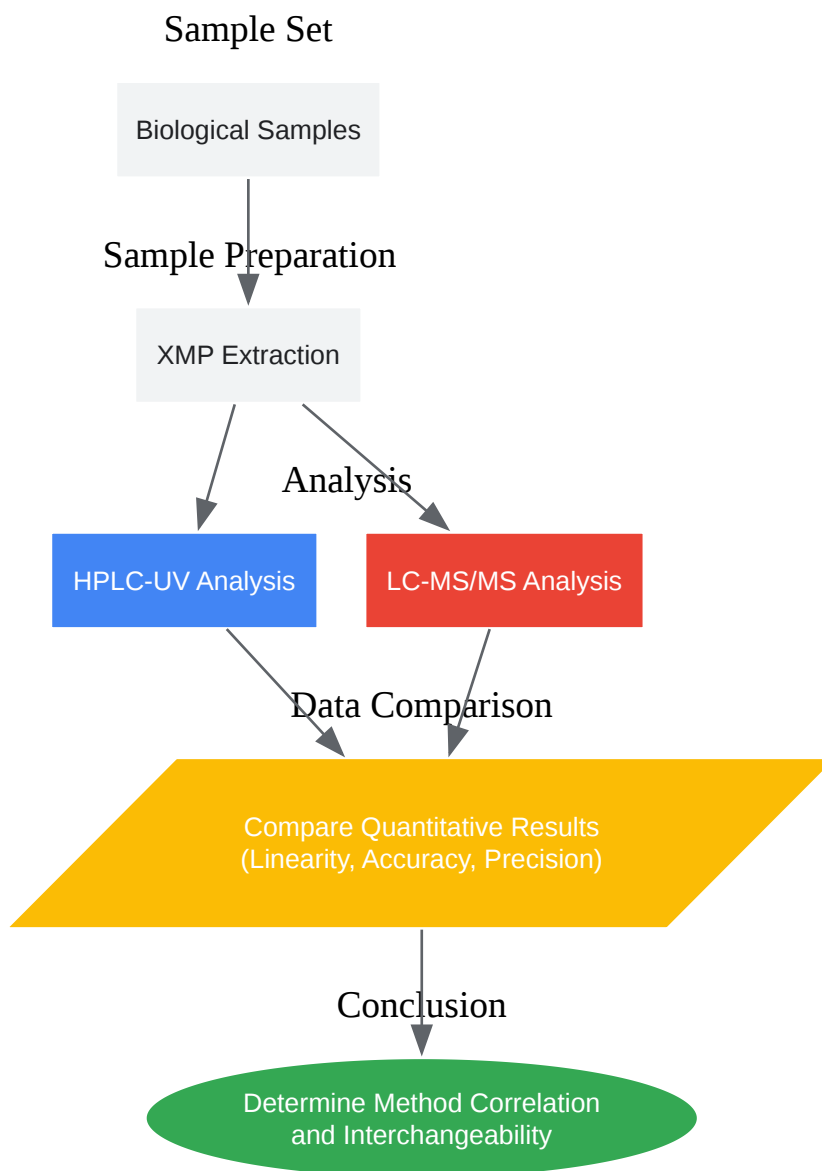 Sample Set
Biological Samples
Sample Preparation
XMP Extraction
Analysis
HPLC-UV Analysis
LC-MS/MS Analysis
Data Comparison
Compare Quantitative Results
(Linearity, Accuracy, Precision)
Conclusion
Determine Method Correlation
and Interchangeability